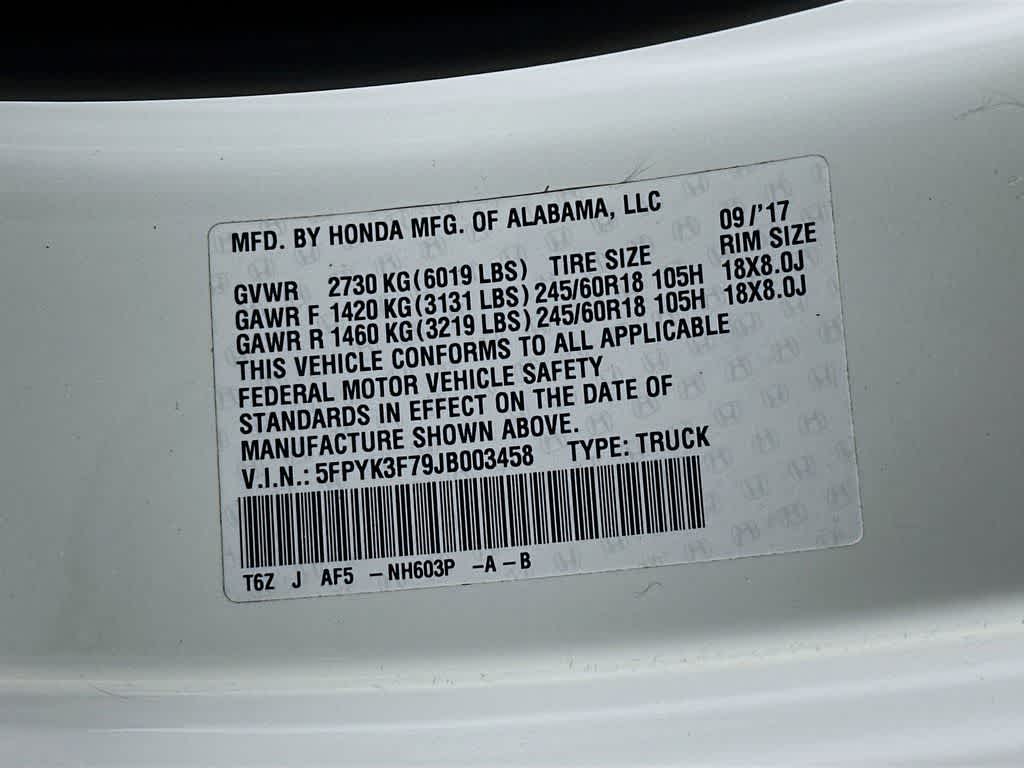 MFD. BY HONDA MFG. OF ALABAMA, LLC 09/'17
GVWR 2730 KG(6019 LBS) TIRE SIZE RIM SIZE
GAWR F 1420 KG(3131 LBS) 245/60R18 105H 18X8.0J
GAWR R 1460 KG(3219 LBS) 245/60R18 105H 18X8.0J
THIS VEHICLE CONFORMS TO ALL APPLICABLE
FEDERAL MOTOR VEHICLE SAFETY
STANDARDS IN EFFECT ON THE DATE OF
MANUFACTURE SHOWN ABOVE.
V.I.N.: 5FPYK3F79JB003458 TYPE: TRUCK
T6Z J AF5 -NH603P -A -B